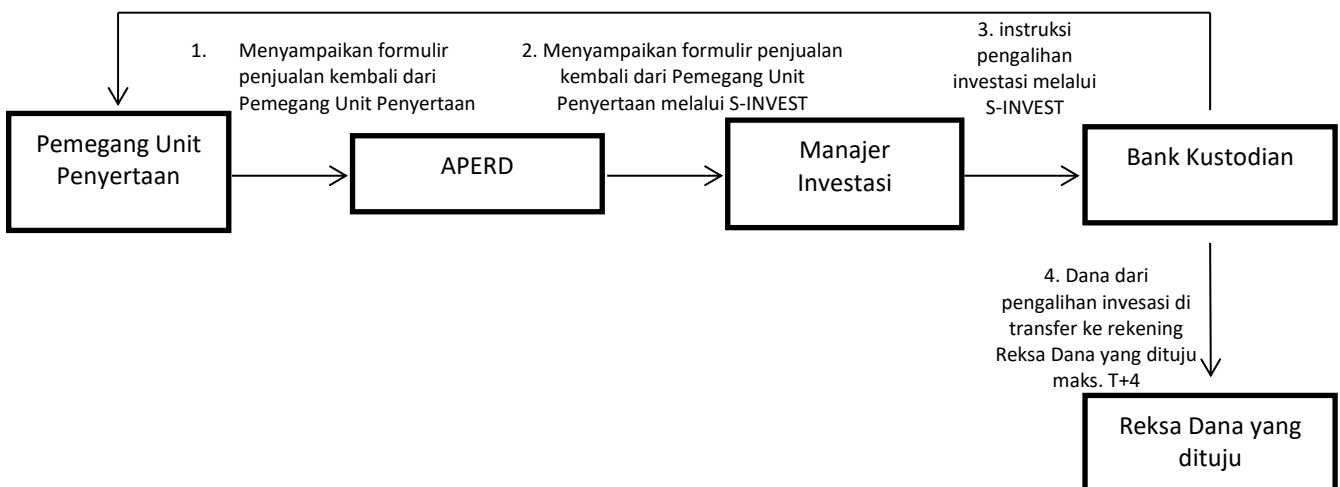 1. Menyampaikan formulir
penjualan kembali dari
Pemegang Unit Penyertaan
2. Menyampaikan formulir penjualan
kembali dari Pemegang Unit
Penyertaan melalui S-INVEST
3. instruksi
pengalihan
investasi melalui
S-INVEST
Pemegang Unit
Penyertaan
APERD
Manajer
Investasi
Bank Kustodian
4. Dana dari
pengalihan invesasi di
transfer ke rekening
Reksa Dana yang dituju
maks. T+4
Reksa Dana yang
dituju